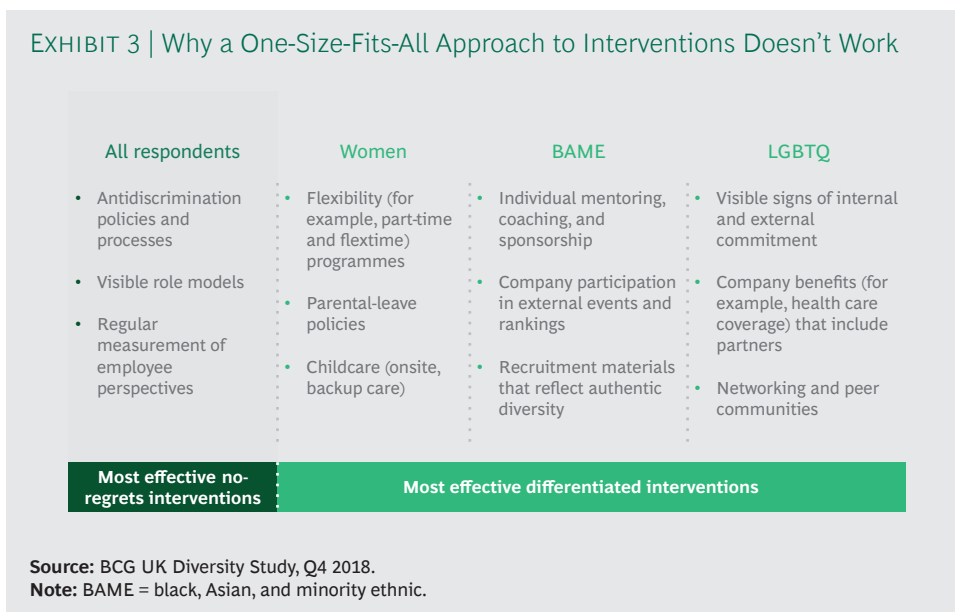 EXHIBIT 3 | Why a One-Size-Fits-All Approach to Interventions Doesn’t Work
All respondents
• Antidiscrimination
policies and
processes
• Visible role models
• Regular
measurement of
employee
perspectives
Women
• Flexibility (for
example, part-time
and flextime)
programmes
• Parental-leave
policies
• Childcare (onsite,
backup care)
BAME
• Individual mentoring,
coaching, and
sponsorship
• Company participation
in external events and
rankings
• Recruitment materials
that reflect authentic
diversity
LGBTQ
• Visible signs of internal
and external
commitment
• Company benefits (for
example, health care
coverage) that include
partners
• Networking and peer
communities
Most effective no-
regrets interventions
Most effective differentiated interventions
Source: BCG UK Diversity Study, Q4 2018.
Note: BAME = black, Asian, and minority ethnic.